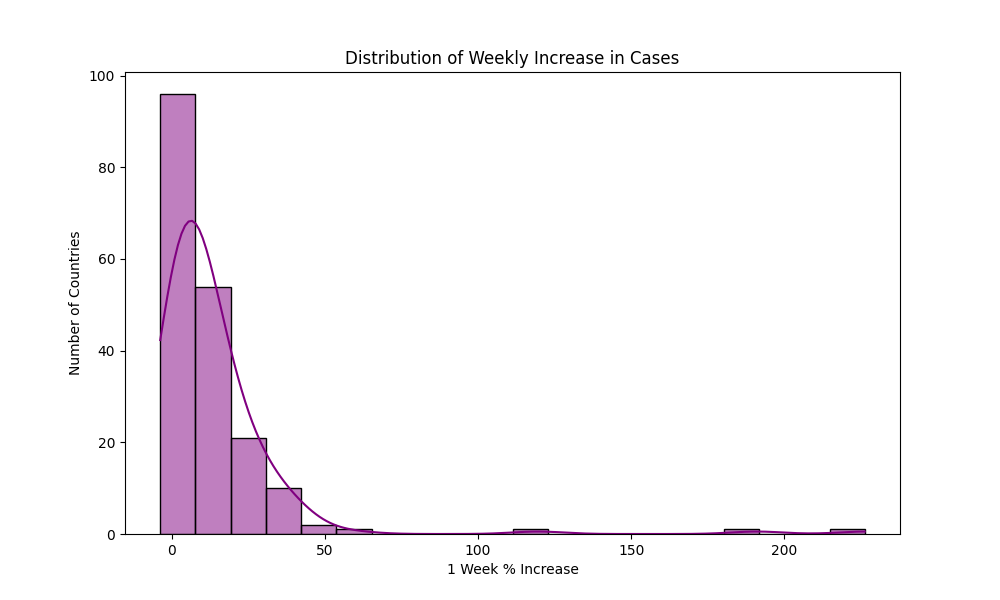 Distribution of Weekly Increase in Cases
Number of Countries
100
80
60
40
20
0
0 50 100 150 200
1 Week % Increase